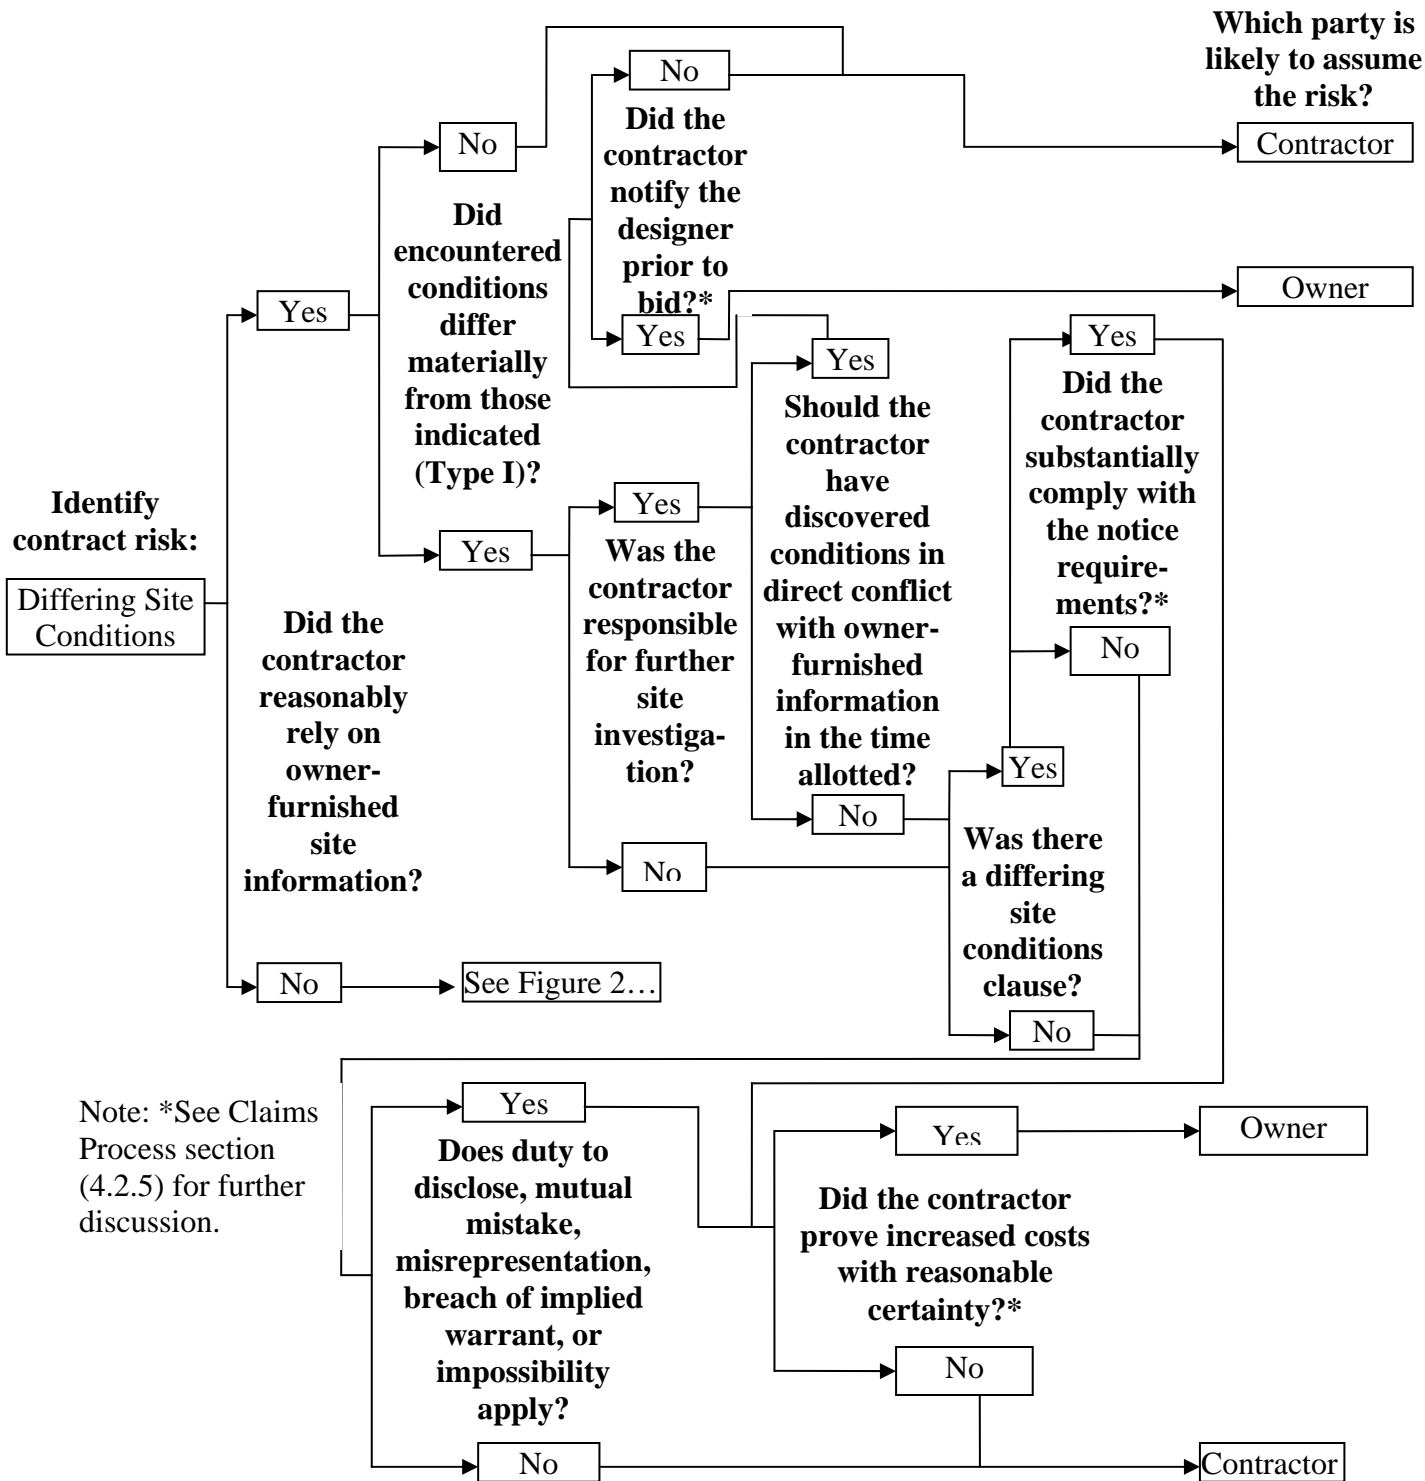 Which party is
likely to assume
the risk?
No
Contractor
No
Did the
contractor
notify the
designer
prior to
bid?*
Did
encountered
conditions
differ
materially
from those
indicated
(Type I)?
Owner
Yes
Yes
Yes
Yes
Identify
contract risk:
Differing Site
Conditions
Did the
contractor
reasonably
rely on
owner-
furnished
site
information?
Yes
Yes
Was the
contractor
responsible
for further
site
investiga-
tion?
Should the
contractor
have
discovered
conditions in
direct conflict
with owner-
furnished
information
in the time
allotted?
Did the
contractor
substantially
comply with
the notice
require-
ments?*
No
Yes
No
No
Was there
a differing
site
conditions
clause?
No
See Figure 2…
No
Note: *See Claims
Process section
(4.2.5) for further
discussion.
Yes
Does duty to
disclose, mutual
mistake,
misrepresentation,
breach of implied
warrant, or
impossibility
apply?
Yes
Owner
Did the contractor
prove increased costs
with reasonable
certainty?*
No
No
Contractor